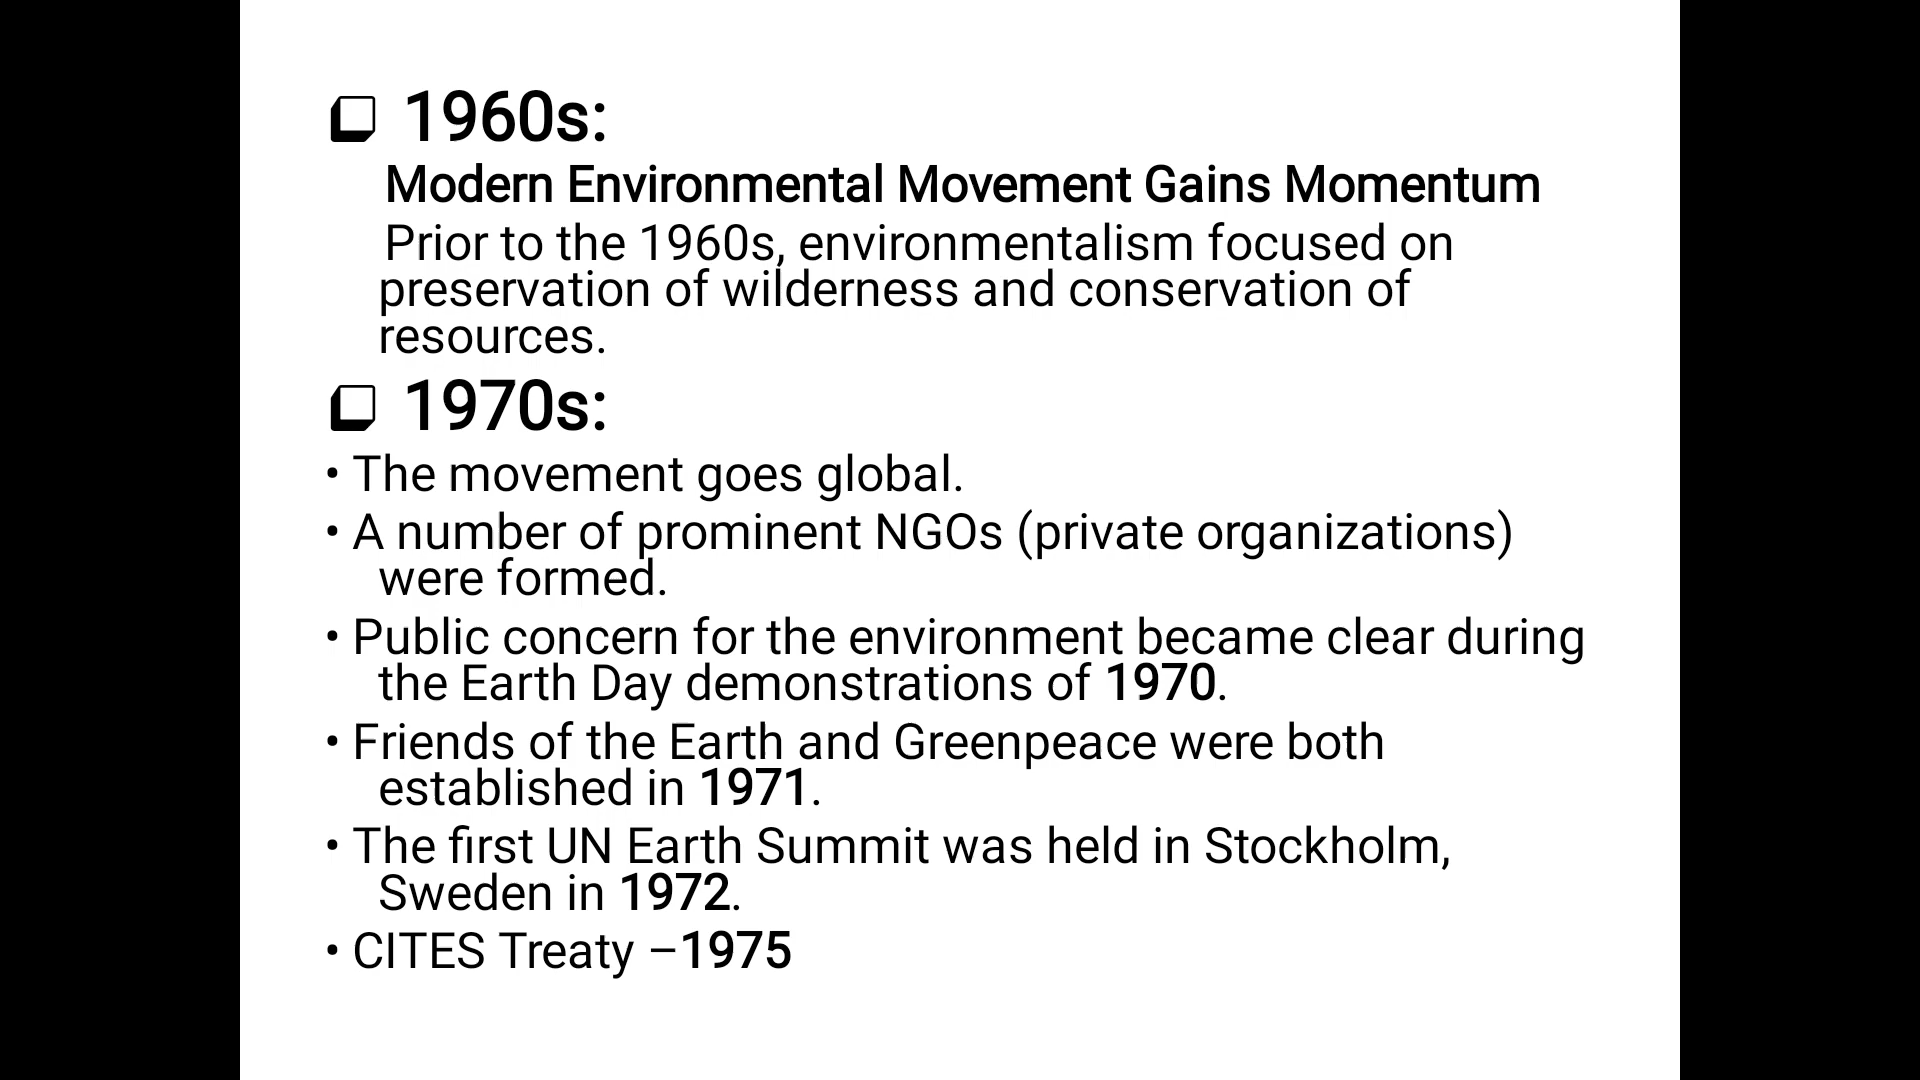 ❑ 1960s:
Modern Environmental Movement Gains Momentum
Prior to the 1960s, environmentalism focused on
preservation of wilderness and conservation of
resources.
❑ 1970s:
• The movement goes global.
• A number of prominent NGOs (private organizations)
were formed.
• Public concern for the environment became clear during
the Earth Day demonstrations of 1970.
• Friends of the Earth and Greenpeace were both
established in 1971.
• The first UN Earth Summit was held in Stockholm,
Sweden in 1972.
• CITES Treaty –1975